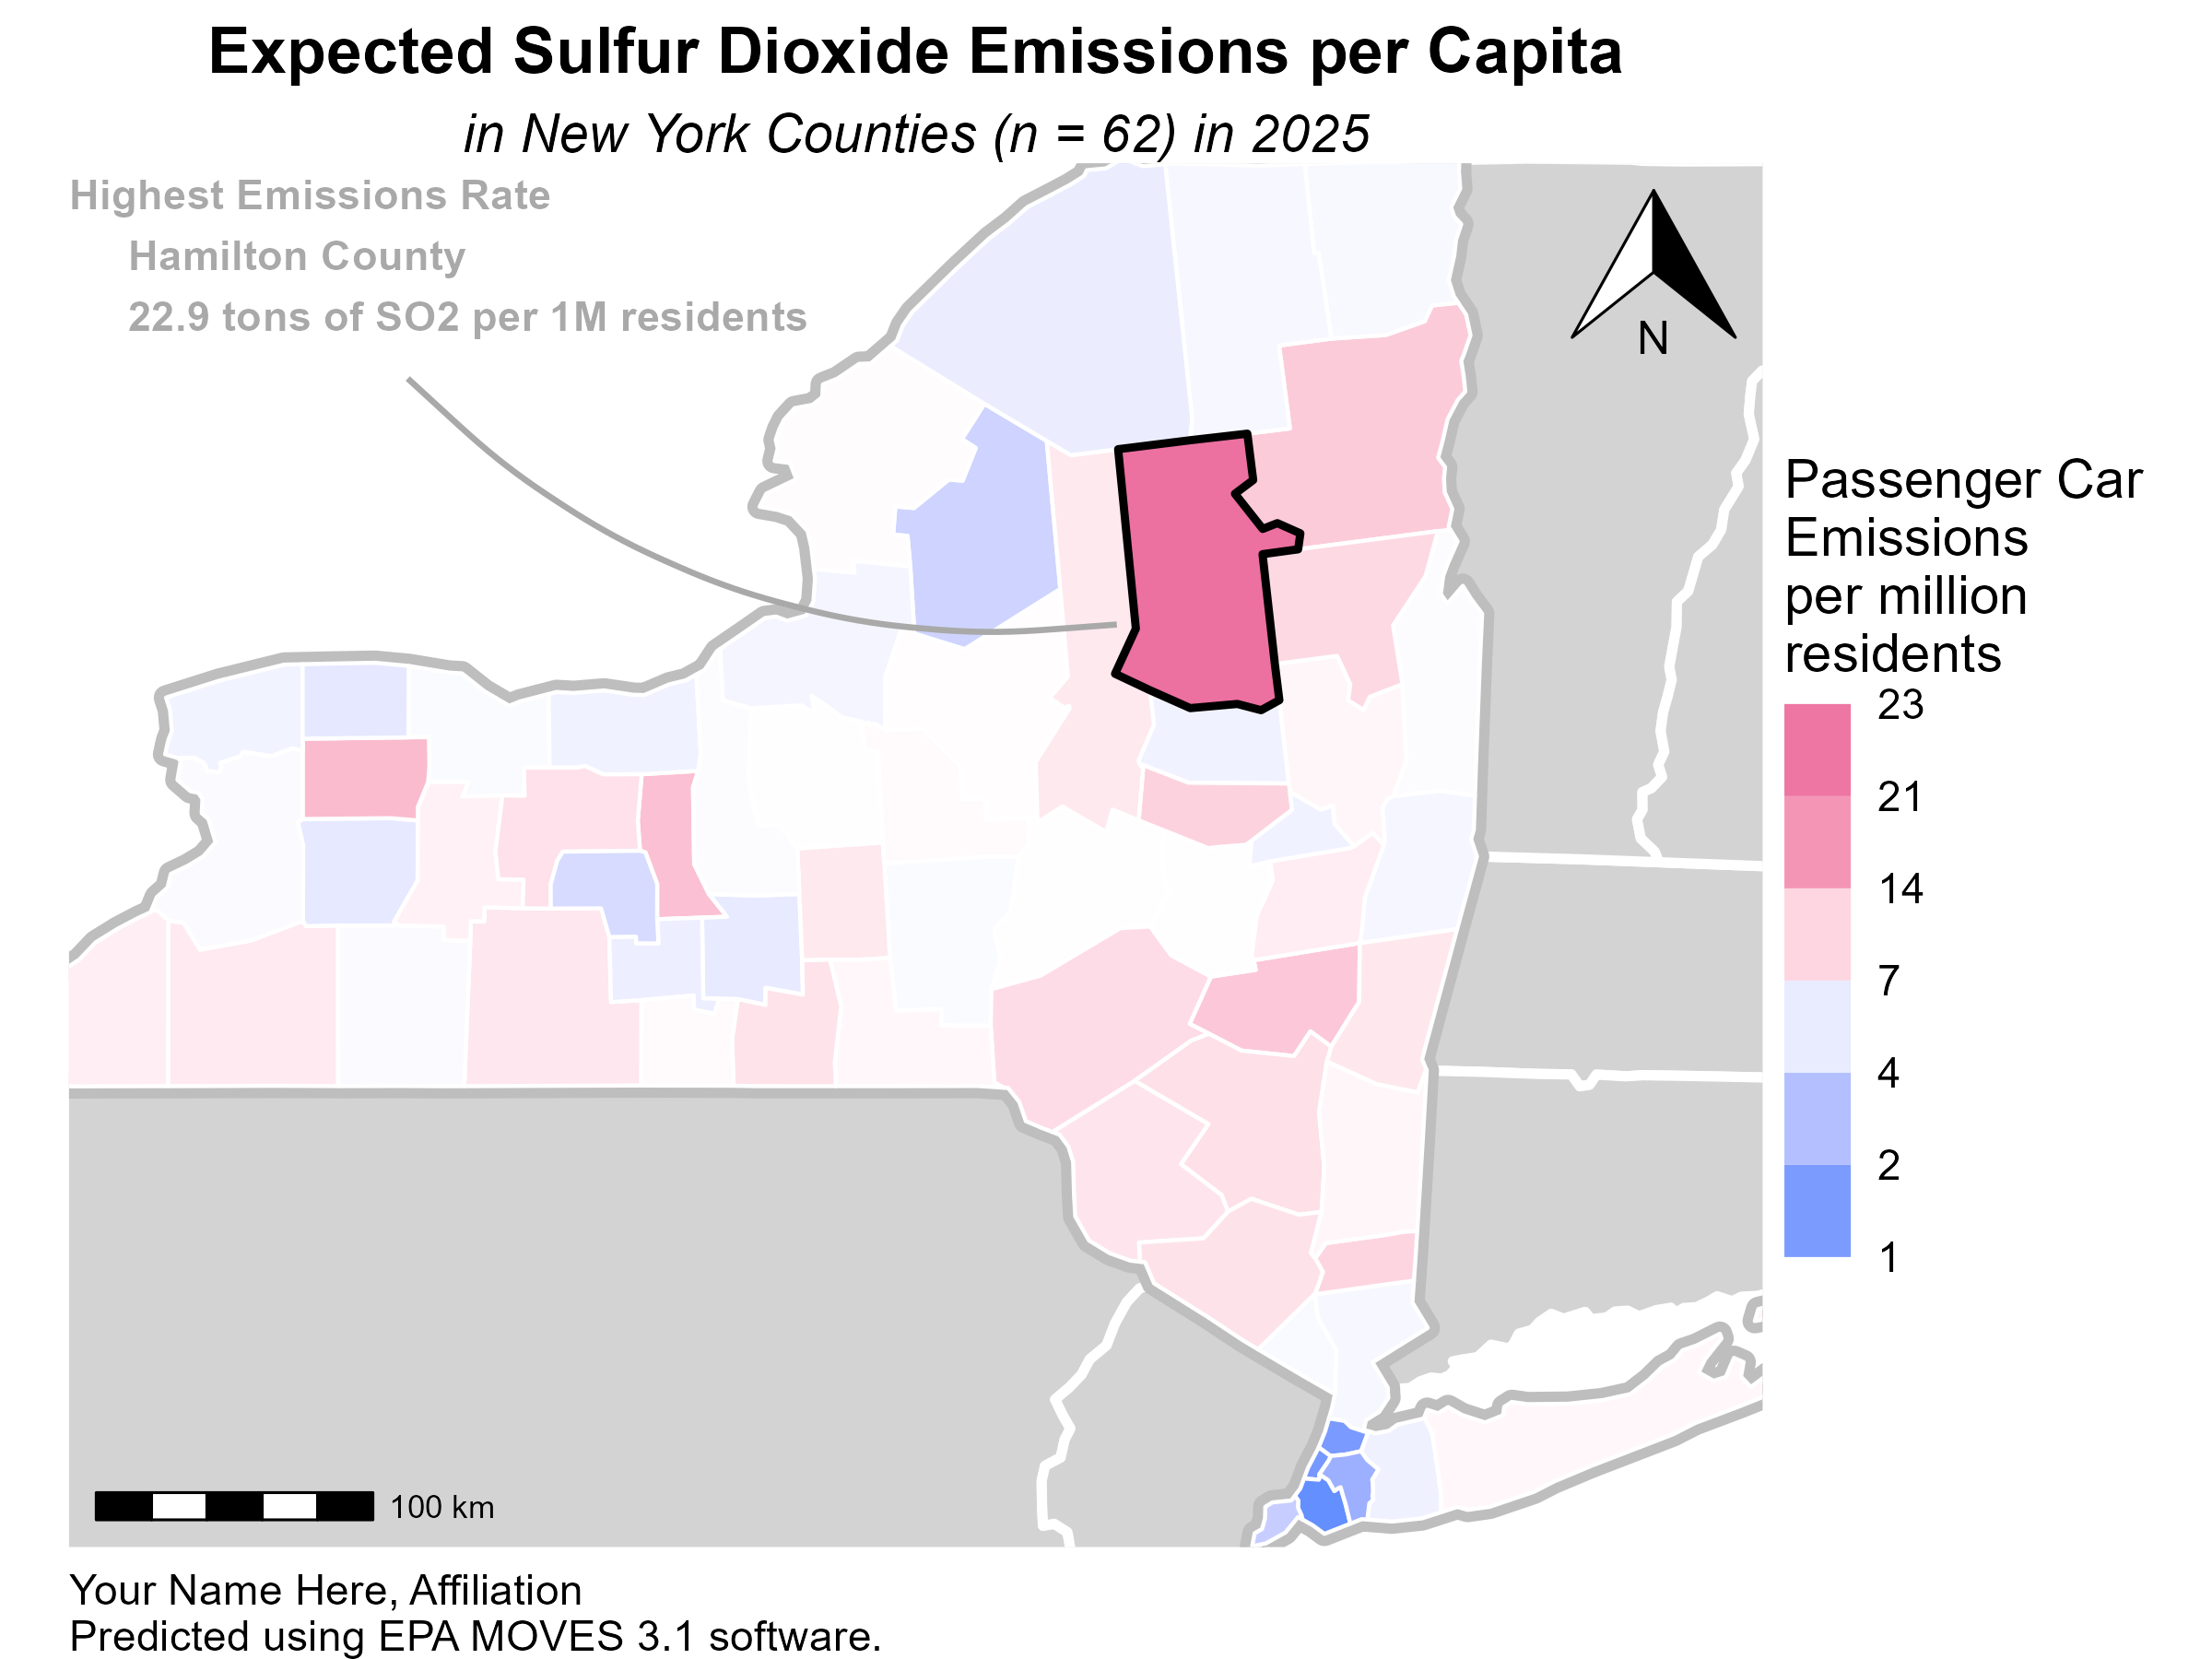 Expected Sulfur Dioxide Emissions per Capita
in New York Counties (n = 62) in 2025
Highest Emissions Rate
Hamilton County
22.9 tons of SO2 per 1M residents
N
Passenger Car
Emissions
per million
residents
23
21
14
7
4
2
1
100 km
Your Name Here, Affiliation
Predicted using EPA MOVES 3.1 software.